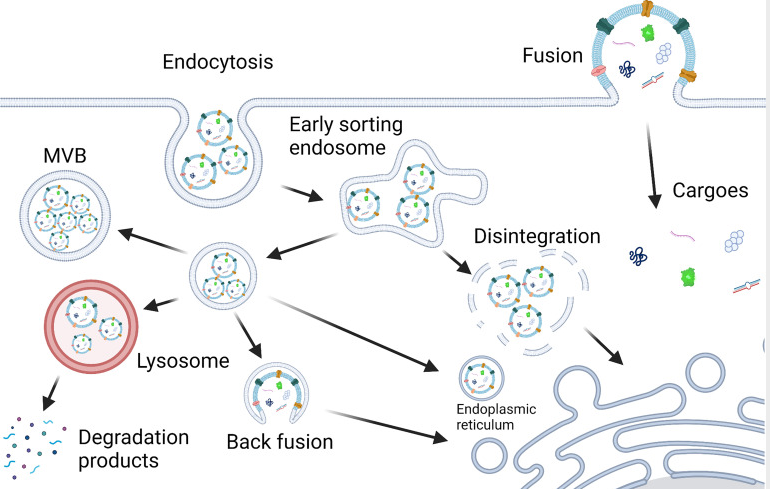 Fusion
Endocytosis
Early sorting
endosome
MVB
Cargoes
Disintegration
Lysosome
Endoplasmic
reticulum
Back fusion
Degradation
products